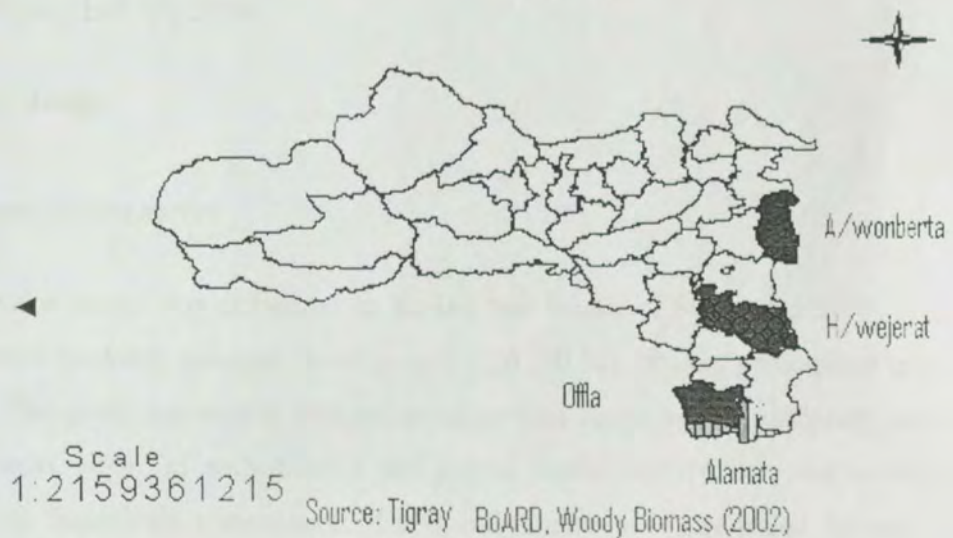 A/wonberta
H/wejerat
Offla
Alamata
Scale
1:2159361215
Source: Tigray BoARD, Woody Biomass (2002)